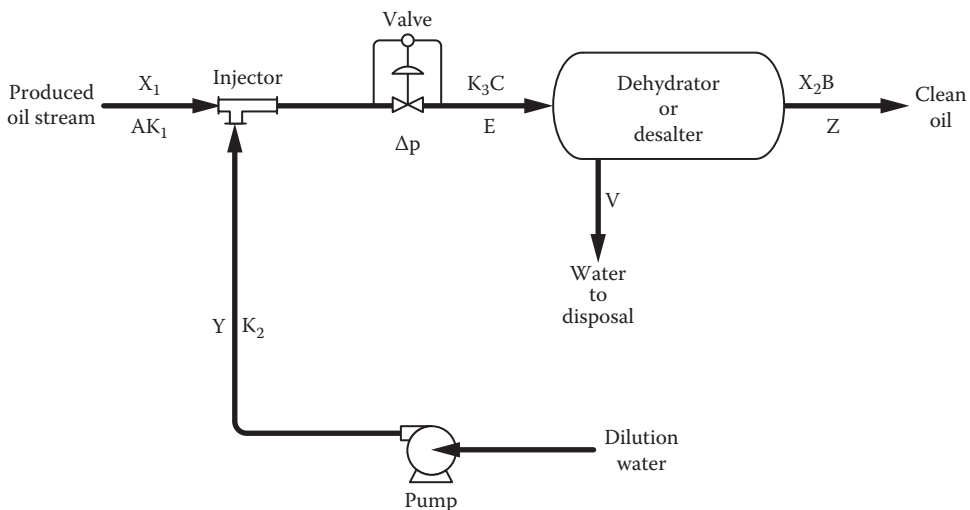 Valve
X₁
Injector
K₃C
Dehydrator
or
desalter
X₂B
Produced
oil stream
Clean
oil
AK₁
Δp
E
Z
V
Water
to
disposal
Y
K₂
Dilution
water
Pump